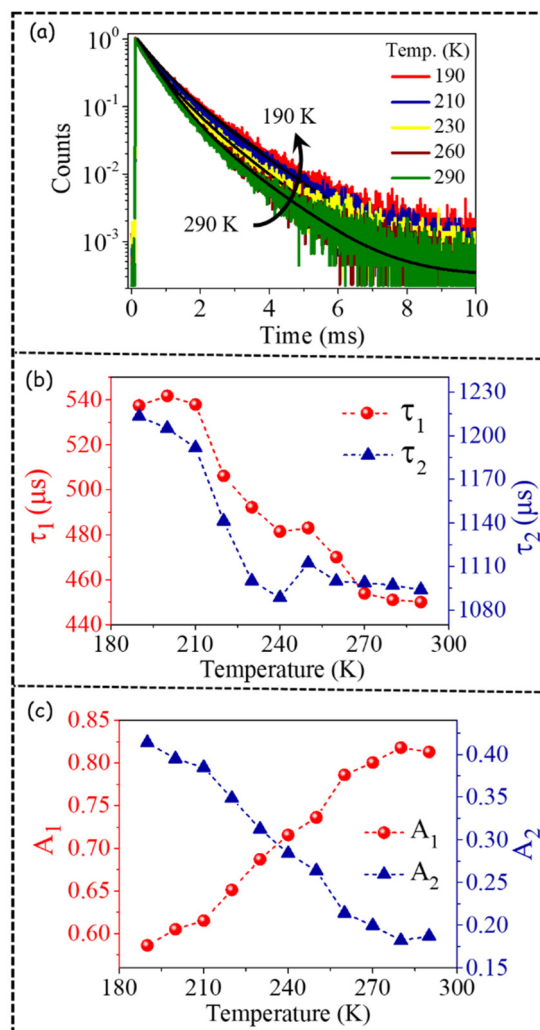 (a)
10⁰
10⁻¹
10⁻²
10⁻³
Counts
Temp. (K)
190
210
230
260
290
190 K
290 K
0 2 4 6 8 10
Time (ms)
(b)
540
520
500
480
460
440
τ₁ (μs)
τ₁
τ₂
1230
1200
1170
1140
1110
1080
τ₂ (μs)
180 210 240 270 300
Temperature (K)
(c)
0.85
0.80
0.75
0.70
0.65
0.60
A₁
A₁
A₂
0.40
0.35
0.30
0.25
0.20
0.15
A₂
180 210 240 270 300
Temperature (K)